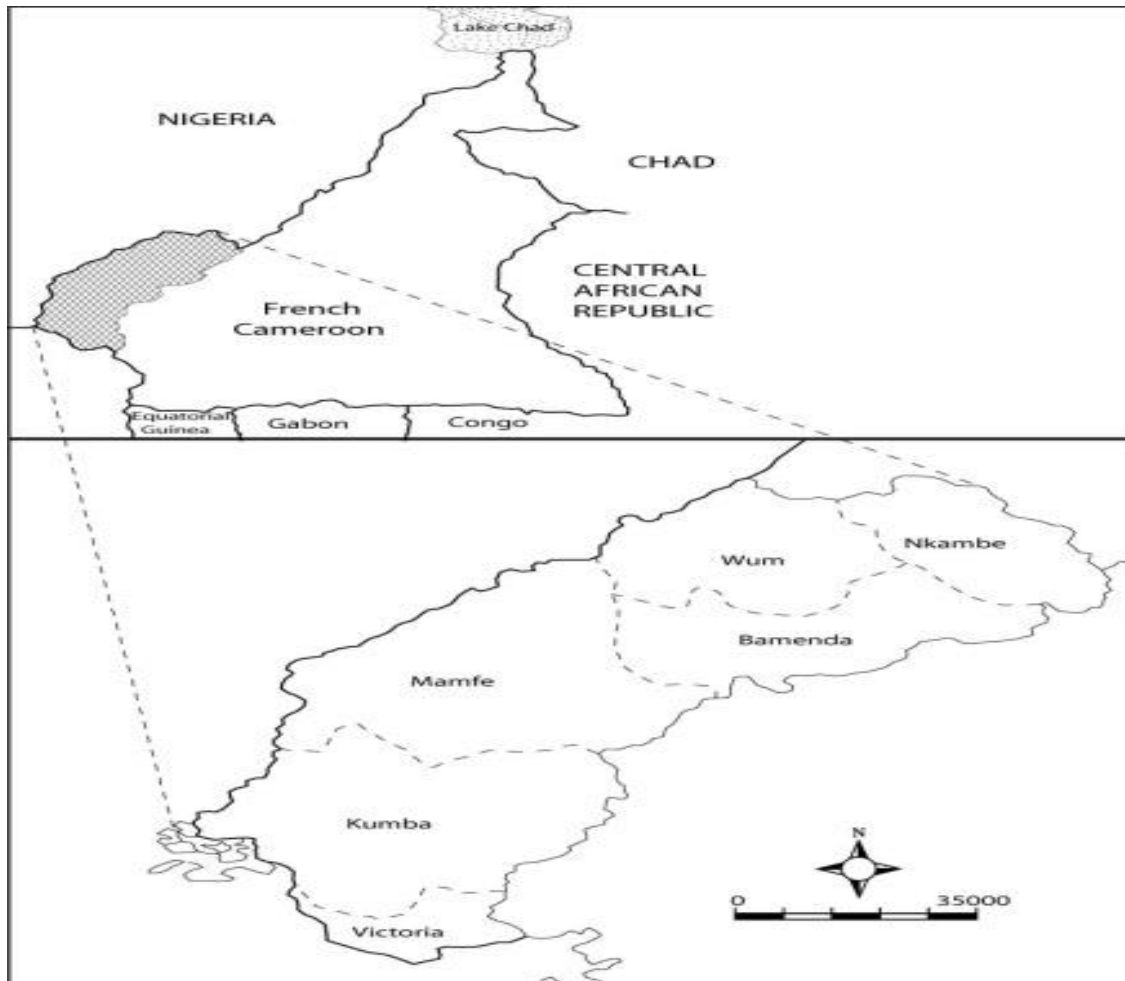 Lake Chad
NIGERIA
CHAD
CENTRAL
AFRICAN
REPUBLIC
French
Cameroon
Equatorial
Guinea
Gabon
Congo
Wum
Nkambe
Bamenda
Mamfe
Kumba
Victoria
N
0 35000